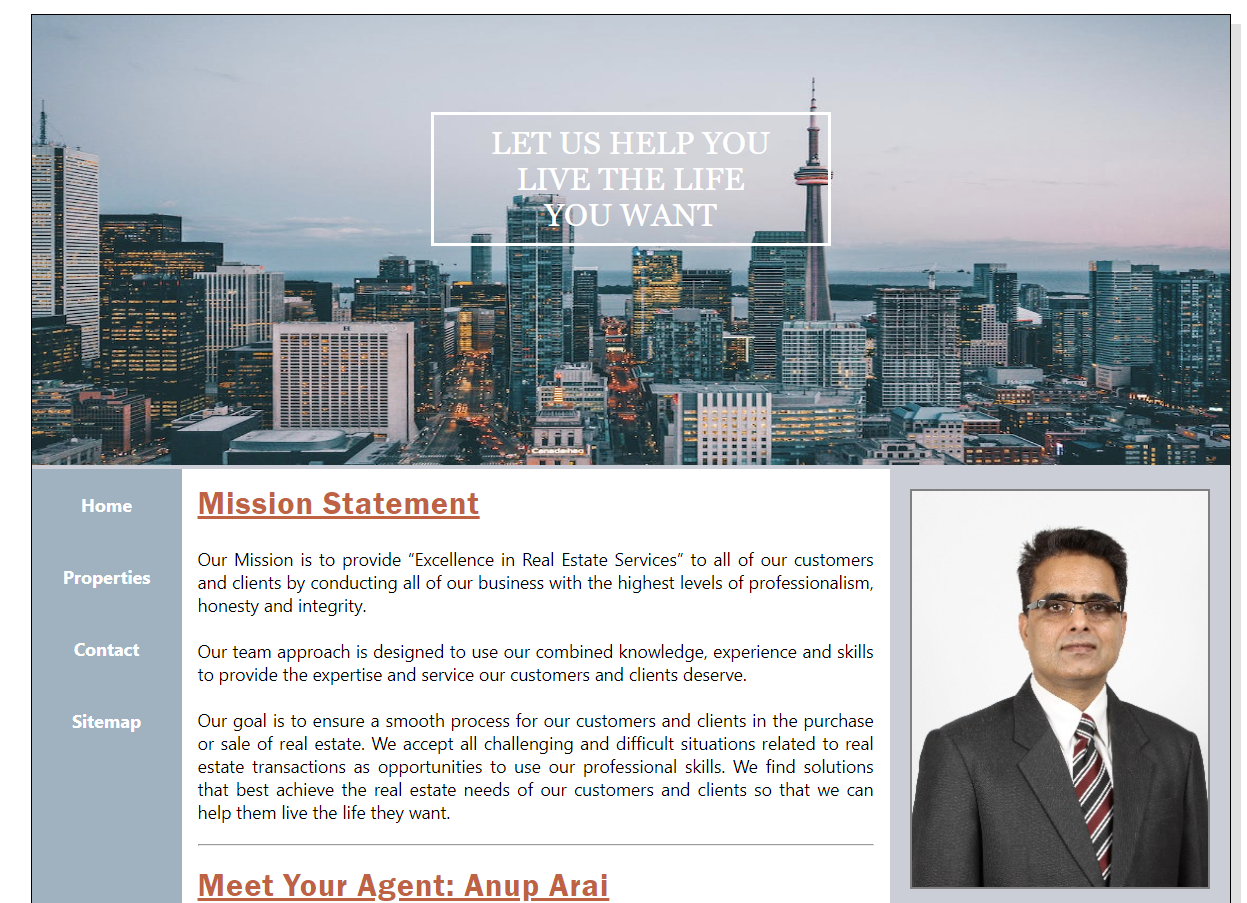 LET US HELP YOU
LIVE THE LIFE
YOU WANT
H
Home
Properties
Contact
Sitemap
Mission Statement
Our Mission is to provide “Excellence in Real Estate Services” to all of our customers
and clients by conducting all of our business with the highest levels of professionalism,
honesty and integrity.
Our team approach is designed to use our combined knowledge, experience and skills
to provide the expertise and service our customers and clients deserve.
Our goal is to ensure a smooth process for our customers and clients in the purchase
or sale of real estate. We accept all challenging and difficult situations related to real
estate transactions as opportunities to use our professional skills. We find solutions
that best achieve the real estate needs of our customers and clients so that we can
help them live the life they want.
Meet Your Agent: Anup Arai